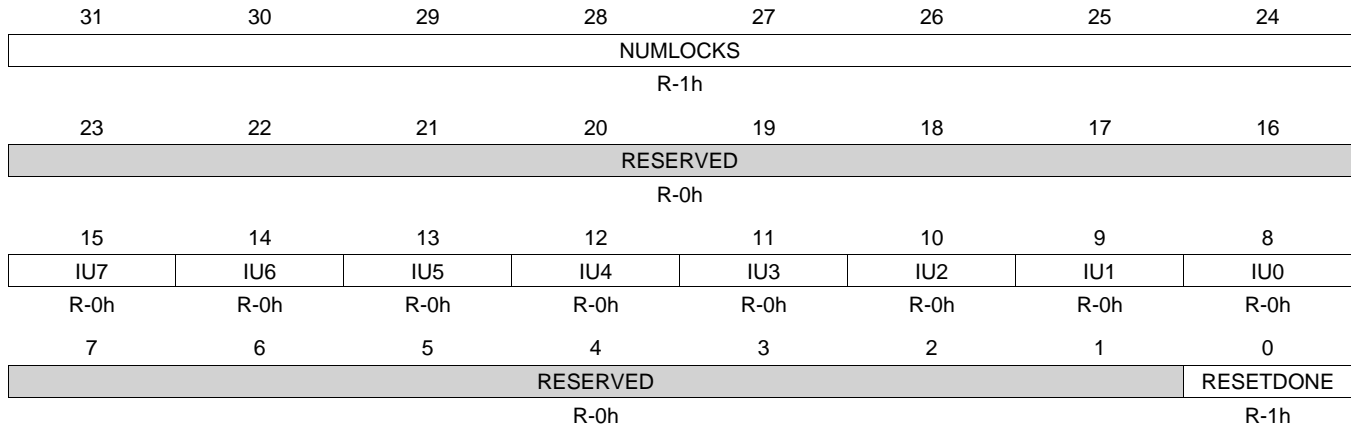 31 30 29 28 27 26 25 24
NUMLOCKS
R-1h
23 22 21 20 19 18 17 16
RESERVED
R-0h
15 14 13 12 11 10 9 8
IU7 IU6 IU5 IU4 IU3 IU2 IU1 IU0
R-0h R-0h R-0h R-0h R-0h R-0h R-0h R-0h
7 6 5 4 3 2 1 0
RESERVED RESETDONE
R-0h R-1h